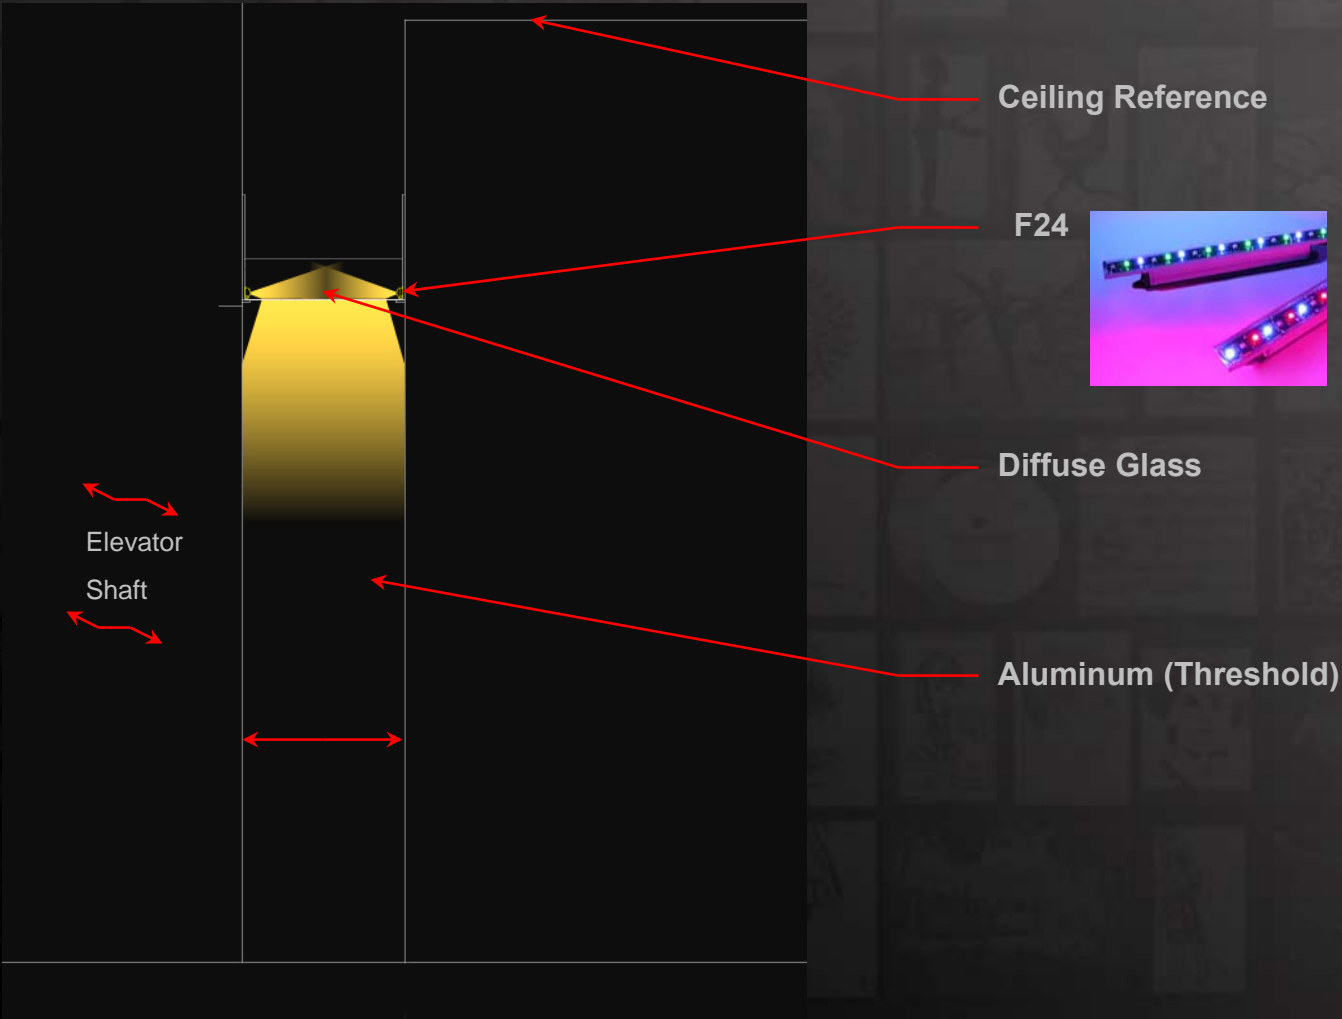 Ceiling Reference
F24
Diffuse Glass
Elevator
Shaft
Aluminum (Threshold)